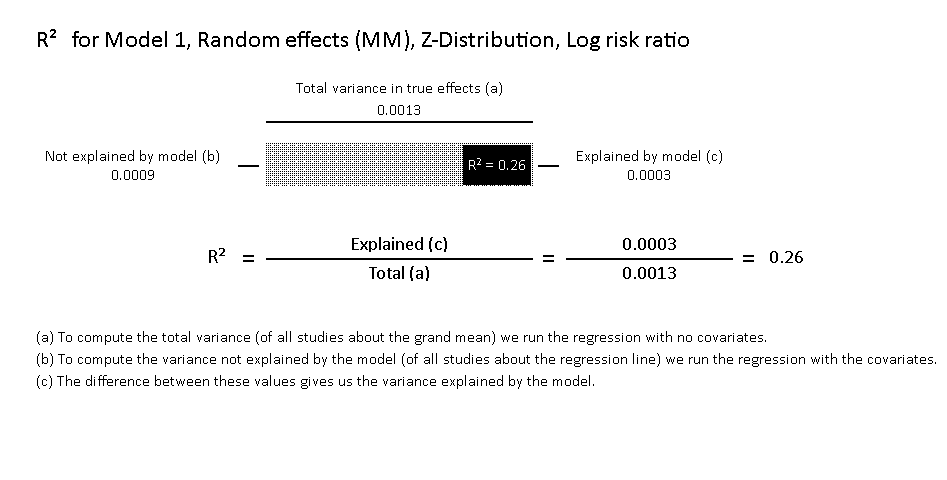 R² for Model 1, Random effects (MM), Z-Distribution, Log risk ratio
Total variance in true effects (a)
0.0013
Not explained by model (b)
0.0009
R² = 0.26
Explained by model (c)
0.0003
R² = Explained (c) = 0.0003 = 0.26
Total (a) 0.0013
(a) To compute the total variance (of all studies about the grand mean) we run the regression with no covariates.
(b) To compute the variance not explained by the model (of all studies about the regression line) we run the regression with the covariates.
(c) The difference between these values gives us the variance explained by the model.